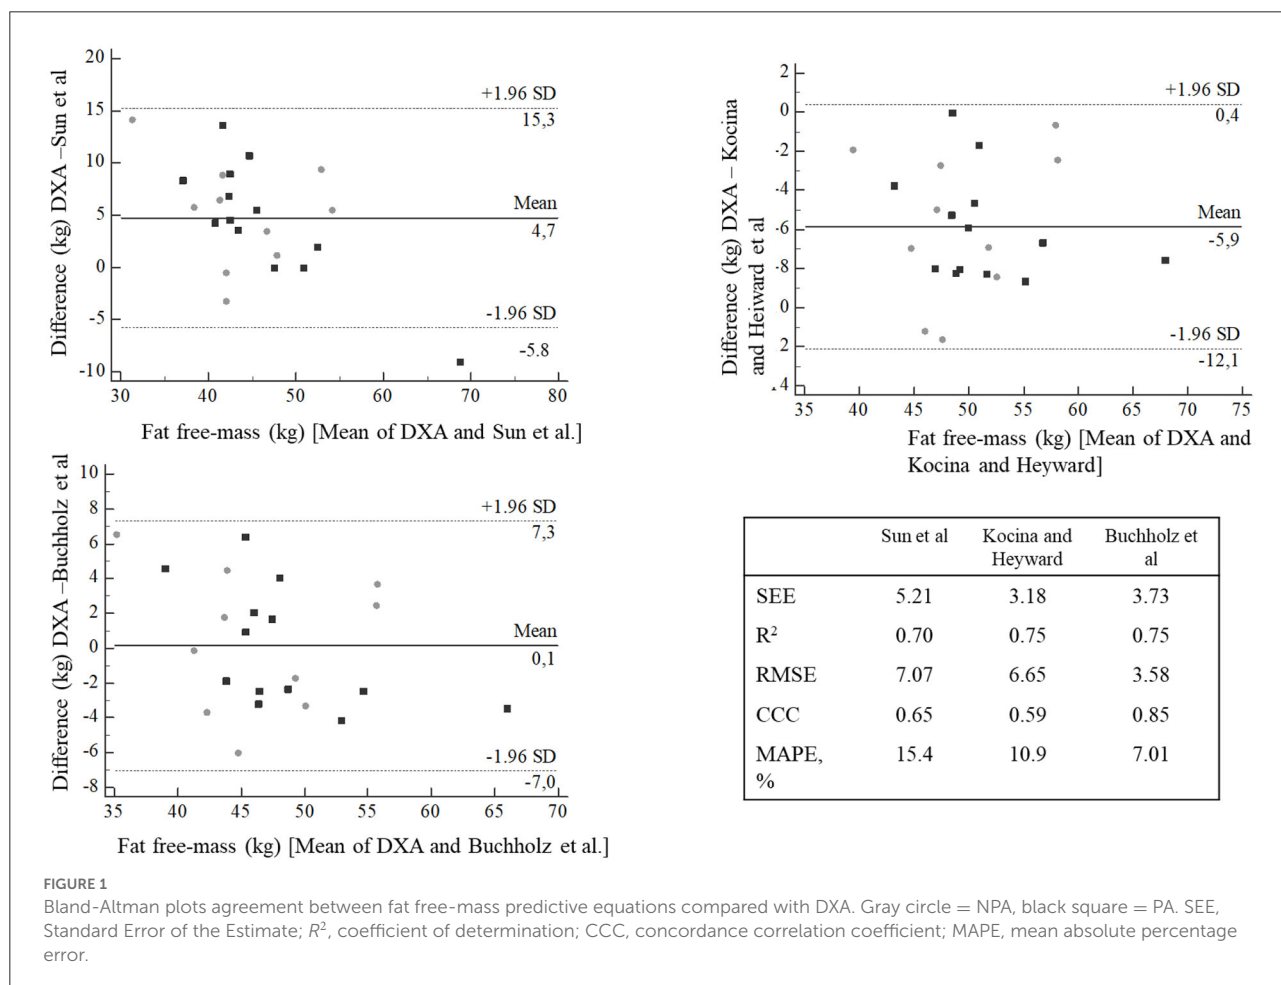 Difference (kg) DXA –Sun et al
20
15
10
5
0
-5
-10
+1.96 SD
15,3
Mean
4,7
-1.96 SD
-5.8
30 40 50 60 70 80
Fat free-mass (kg) [Mean of DXA and Sun et al.]
Difference (kg) DXA – Kocina
and Heiward et al
2
0
-2
-4
-6
-8
0
2
4
+1.96 SD
0,4
Mean
-5,9
-1.96 SD
-12,1
35 40 45 50 55 60 65 70 75
Fat free-mass (kg) [Mean of DXA and
Kocina and Heyward]
Difference (kg) DXA –Buchholz et al
10
8
6
4
2
0
-2
-4
-6
-8
+1.96 SD
7,3
Mean
0,1
-1.96 SD
-7,0
35 40 45 50 55 60 65 70
Fat free-mass (kg) [Mean of DXA and Buchholz et al.]
Sun et al Kocina and Buchholz et
Heyward al
SEE 5.21 3.18 3.73
R² 0.70 0.75 0.75
RMSE 7.07 6.65 3.58
CCC 0.65 0.59 0.85
MAPE, 15.4 10.9 7.01
%
FIGURE 1
Bland-Altman plots agreement between fat free-mass predictive equations compared with DXA. Gray circle = NPA, black square = PA. SEE,
Standard Error of the Estimate; R², coefficient of determination; CCC, concordance correlation coefficient; MAPE, mean absolute percentage
error.